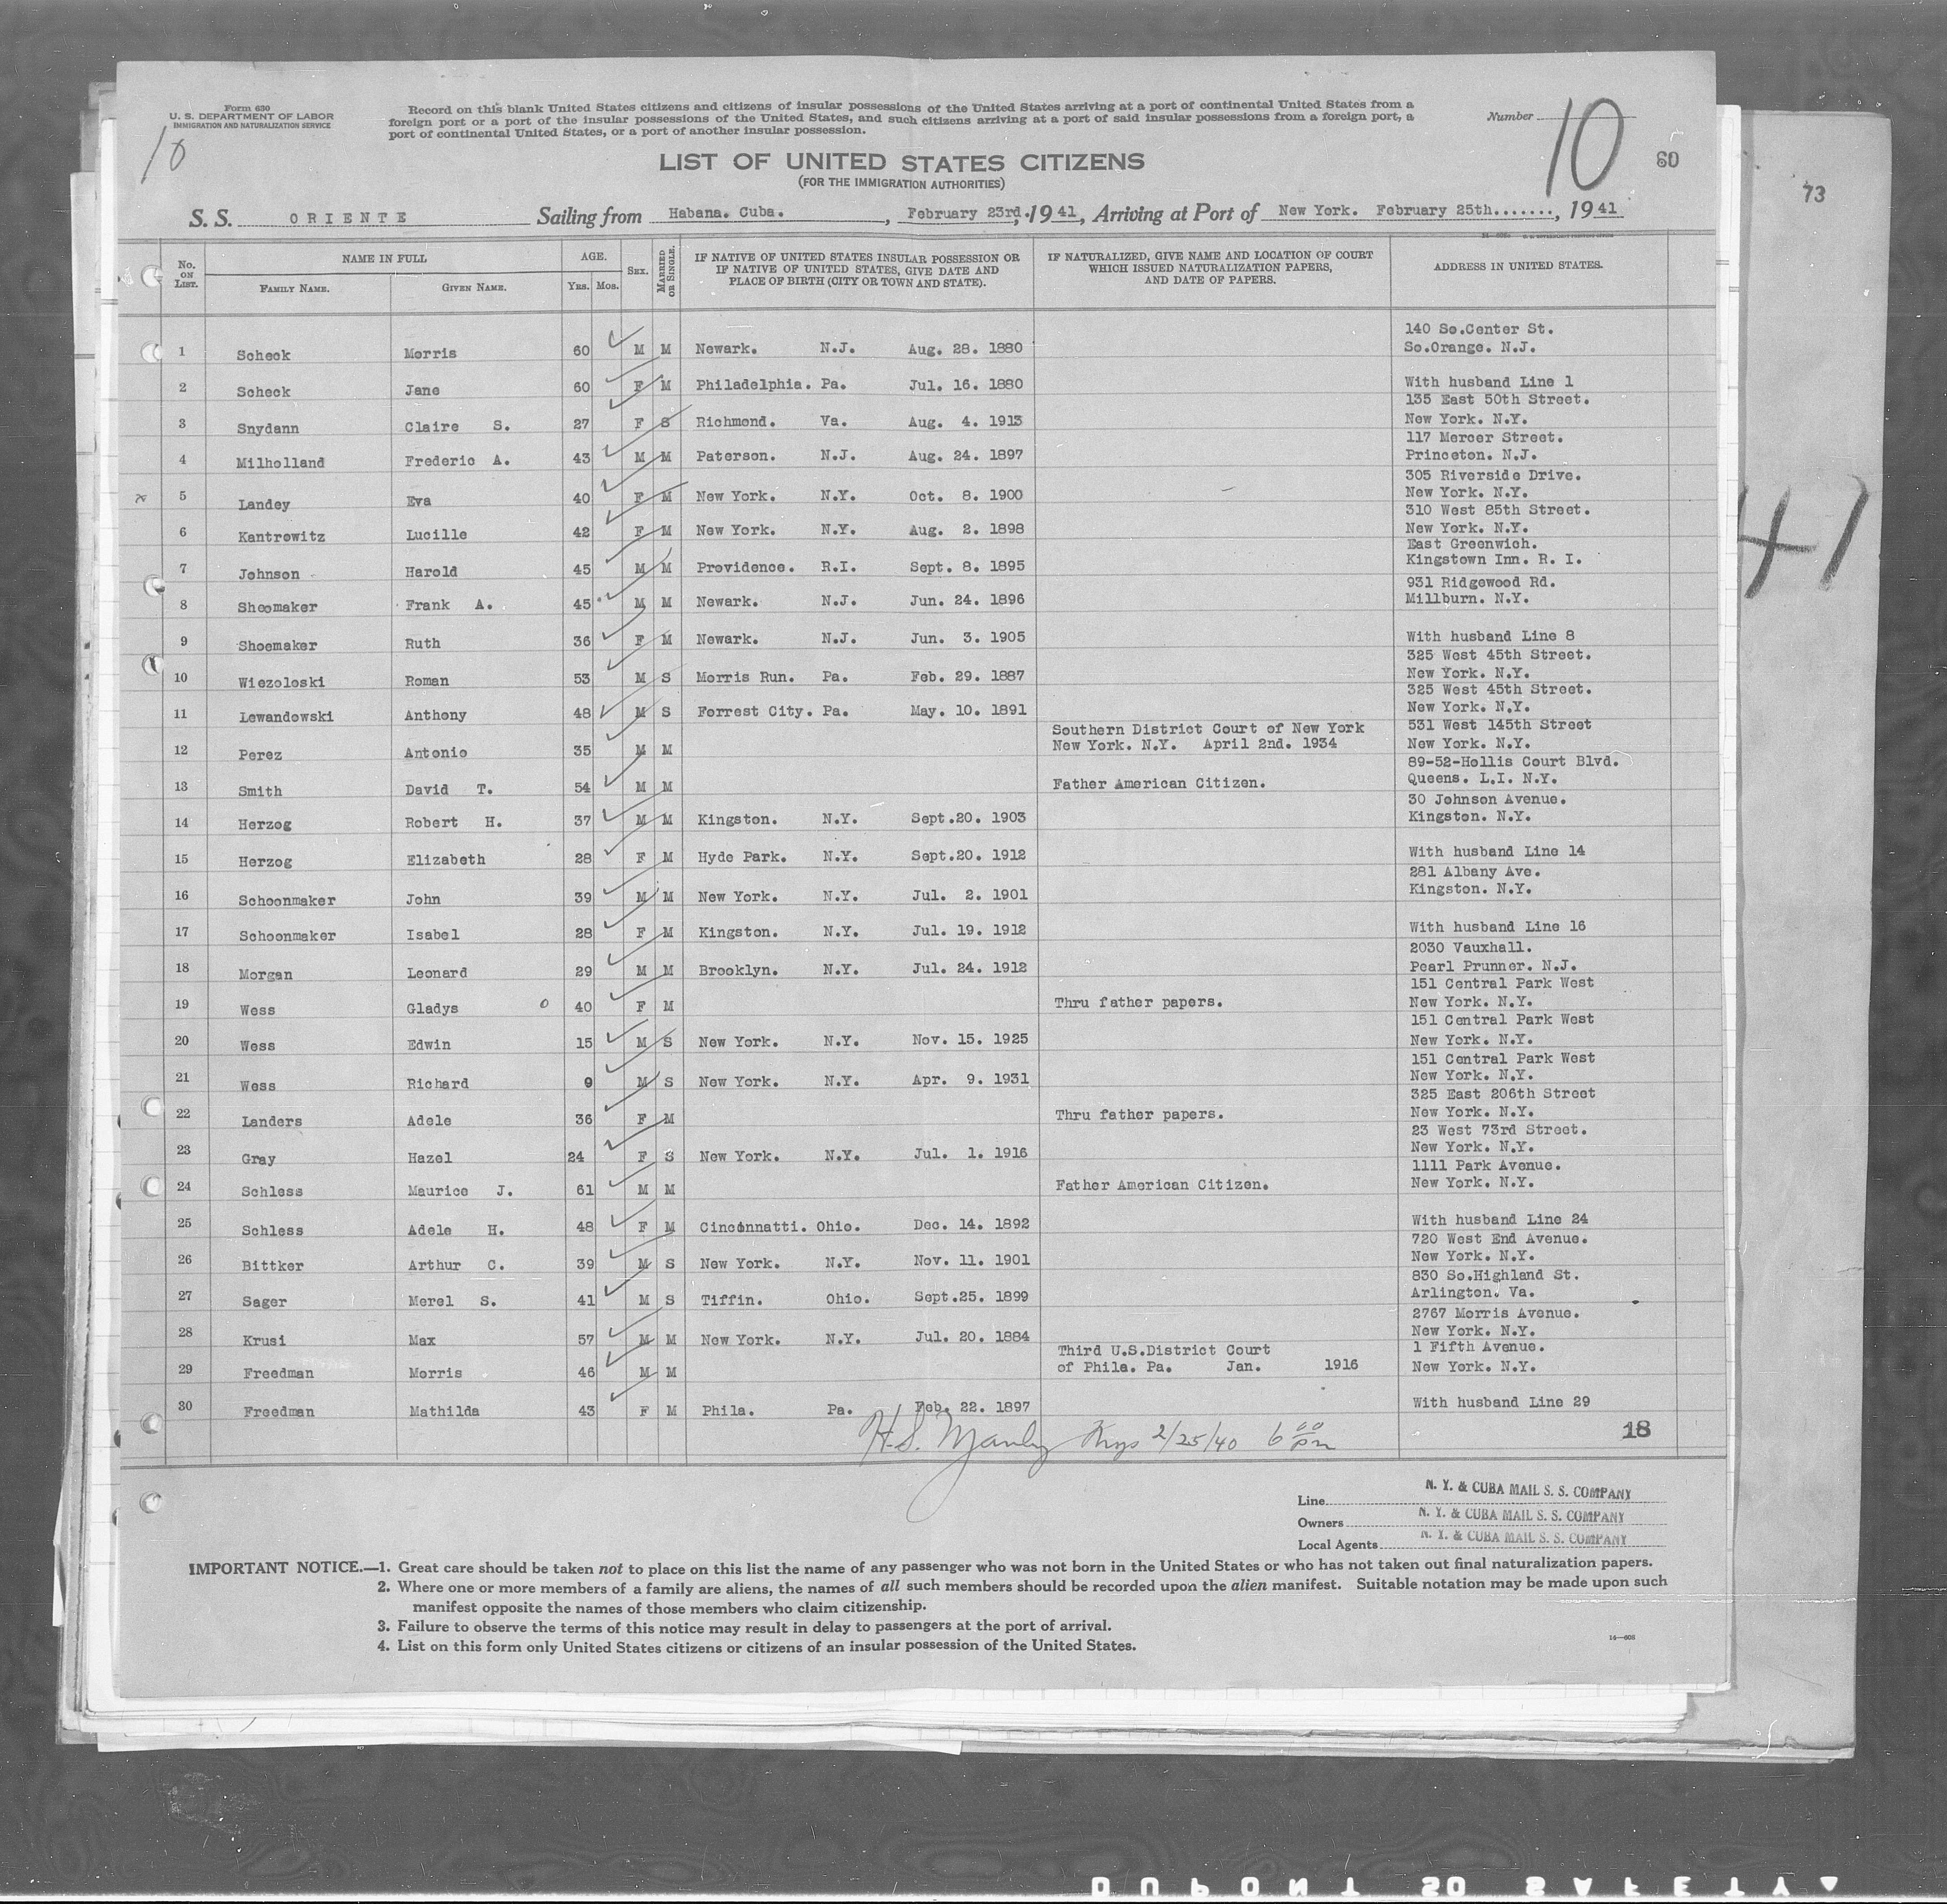 Form 630
U. S. DEPARTMENT OF LABOR
IMMIGRATION AND NATURALIZATION SERVICE
Record on this blank United States citizens and citizens of insular possessions of the United States arriving at a port of continental United States from a
foreign port or a port of the insular possessions of the United States, and such citizens arriving at a port of said insular possessions from a foreign port, a
port of continental United States, or a port of another insular possession.
Number 10
10
60
73
41
LIST OF UNITED STATES CITIZENS
(FOR THE IMMIGRATION AUTHORITIES)
S. S. ORIENTE Sailing from Habana. Cuba. , February 23rd, 1941, Arriving at Port of New York. February 25th......., 1941
No. ON LIST. NAME IN FULL AGE. SEX. MARRIED OR SINGLE. IF NATIVE OF UNITED STATES INSULAR POSSESSION OR IF NATIVE OF UNITED STATES, GIVE DATE AND PLACE OF BIRTH (CITY OR TOWN AND STATE). IF NATURALIZED, GIVE NAME AND LOCATION OF COURT WHICH ISSUED NATURALIZATION PAPERS, AND DATE OF PAPERS. ADDRESS IN UNITED STATES.
FAMILY NAME. GIVEN NAME. YRS. MOS.
140 So.Center St.
1 Scheck Morris 60 M M Newark. N.J. Aug. 28. 1880 So.Orange. N.J.
2 Scheck Jane 60 F M Philadelphia. Pa. Jul. 16. 1880 With husband Line 1
135 East 50th Street.
3 Snydann Claire S. 27 F S Richmond. Va. Aug. 4. 1913 New York. N.Y.
117 Mercer Street.
4 Milholland Frederic A. 43 M M Paterson. N.J. Aug. 24. 1897 Princeton. N.J.
305 Riverside Drive.
5 Landey Eva 40 F M New York. N.Y. Oct. 8. 1900 New York. N.Y.
310 West 85th Street.
6 Kantrowitz Lucille 42 F M New York. N.Y. Aug. 2. 1898 New York. N.Y.
East Greenwich.
7 Johnson Harold 45 M M Providence. R.I. Sept. 8. 1895 Kingstown Inn. R. I.
931 Ridgewood Rd.
8 Shoemaker Frank A. 45 M M Newark. N.J. Jun. 24. 1896 Millburn. N.Y.
9 Shoemaker Ruth 36 F M Newark. N.J. Jun. 3. 1905 With husband Line 8
325 West 45th Street.
10 Wiezoloski Roman 53 M S Morris Run. Pa. Feb. 29. 1887 New York. N.Y.
325 West 45th Street.
11 Lewandowski Anthony 48 M S Forrest City. Pa. May. 10. 1891 New York. N.Y.
Southern District Court of New York 531 West 145th Street
12 Perez Antonio 35 M M New York. N.Y. April 2nd. 1934 New York. N.Y.
89-52-Hollis Court Blvd.
13 Smith David T. 54 M M Father American Citizen. Queens. L.I. N.Y.
30 Johnson Avenue.
14 Herzog Robert H. 37 M M Kingston. N.Y. Sept.20. 1903 Kingston. N.Y.
15 Herzog Elizabeth 28 F M Hyde Park. N.Y. Sept.20. 1912 With husband Line 14
281 Albany Ave.
16 Schoonmaker John 39 M M New York. N.Y. Jul. 2. 1901 Kingston. N.Y.
17 Schoonmaker Isabel 28 F M Kingston. N.Y. Jul. 19. 1912 With husband Line 16
2030 Vauxhall.
18 Morgan Leonard 29 M M Brooklyn. N.Y. Jul. 24. 1912 Pearl Prunner. N.J.
151 Central Park West
19 Wess Gladys 40 F M Thru father papers. New York. N.Y.
151 Central Park West
20 Wess Edwin 15 M S New York. N.Y. Nov. 15. 1925 New York. N.Y.
151 Central Park West
21 Wess Richard 9 M S New York. N.Y. Apr. 9. 1931 New York. N.Y.
325 East 206th Street
22 Landers Adele 36 F M Thru father papers. New York. N.Y.
23 West 73rd Street.
23 Gray Hazel 24 F S New York. N.Y. Jul. 1. 1916 New York. N.Y.
1111 Park Avenue.
24 Schless Maurice J. 61 M M Father American Citizen. New York. N.Y.
25 Schless Adele H. 48 F M Cincennatti. Ohio. Dec. 14. 1892 With husband Line 24
720 West End Avenue.
26 Bittker Arthur C. 39 M S New York. N.Y. Nov. 11. 1901 New York. N.Y.
830 So.Highland St.
27 Sager Merel S. 41 M S Tiffin. Ohio. Sept.25. 1899 Arlington. Va.
2767 Morris Avenue.
28 Krusi Max 57 M M New York. N.Y. Jul. 20. 1884 New York. N.Y.
Third U.S.District Court 1 Fifth Avenue.
29 Freedman Morris 46 M M of Phila. Pa. Jan. 1916 New York. N.Y.
30 Freedman Mathilda 43 F M Phila. Pa. Feb. 22. 1897 With husband Line 29
H.S. Manly 2/25/40 6 00 pm
18
Line N. Y. & CUBA MAIL S. S. COMPANY
Owners N. Y. & CUBA MAIL S. S. COMPANY
Local Agents N. Y. & CUBA MAIL S. S. COMPANY
IMPORTANT NOTICE.—1. Great care should be taken not to place on this list the name of any passenger who was not born in the United States or who has not taken out final naturalization papers.
2. Where one or more members of a family are aliens, the names of all such members should be recorded upon the alien manifest. Suitable notation may be made upon such
manifest opposite the names of those members who claim citizenship.
3. Failure to observe the terms of this notice may result in delay to passengers at the port of arrival.
4. List on this form only United States citizens or citizens of an insular possession of the United States.
14—608
DUPONT SAFETY